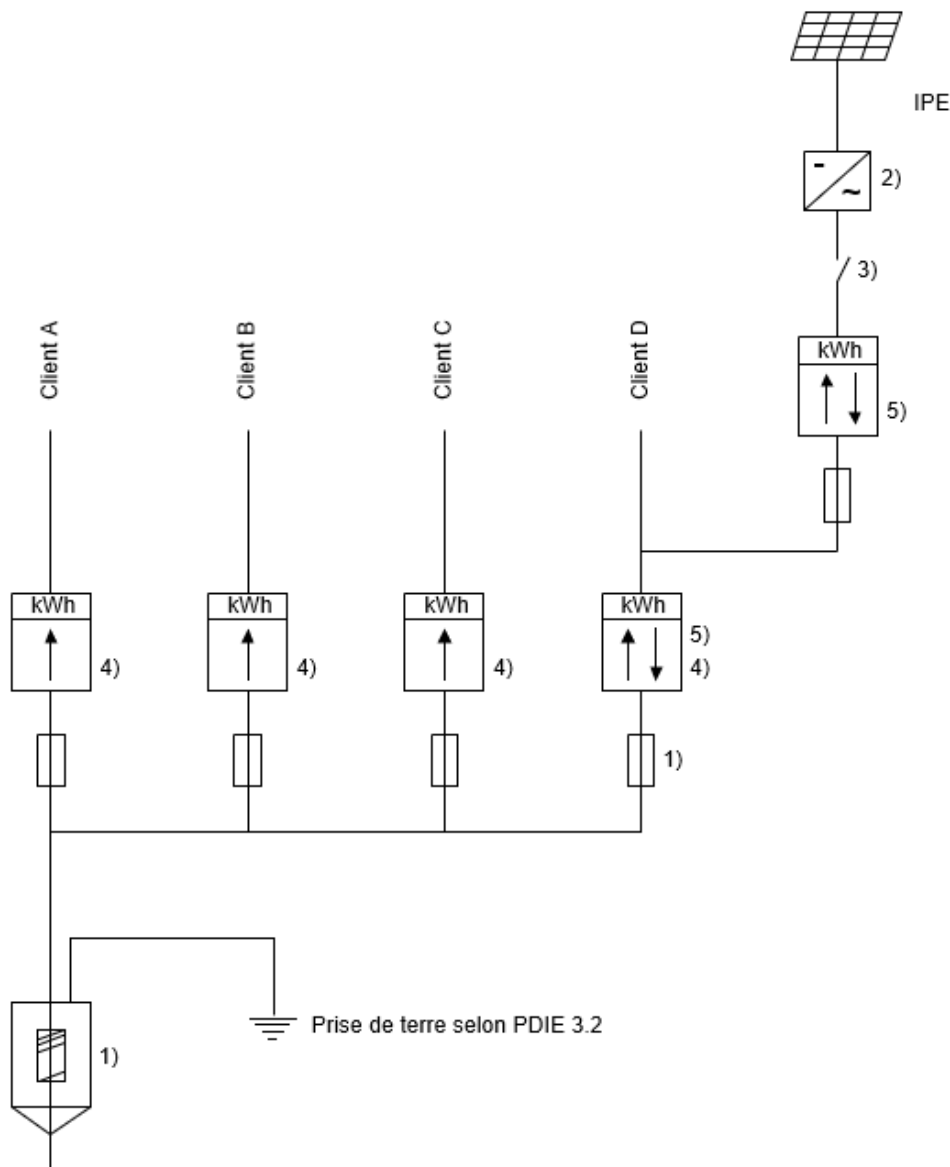 IPE
- ~ 2)
3)
Client A
Client B
Client C
Client D
kWh
5)
kWh
4)
kWh
4)
kWh
4)
kWh
5)
4)
1)
Prise de terre selon PDIE 3.2
1)